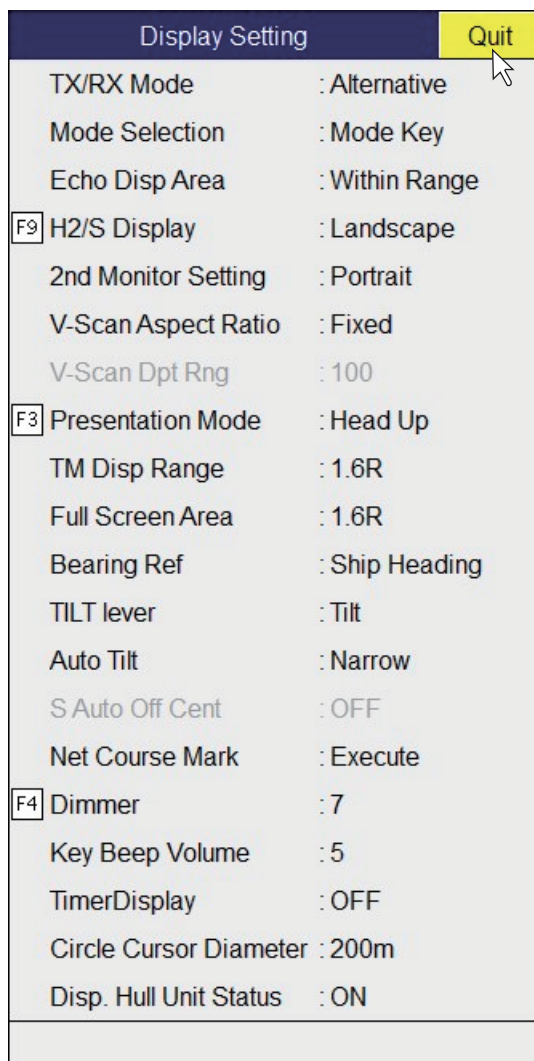 Display Setting Quit
TX/RX Mode : Alternative
Mode Selection : Mode Key
Echo Disp Area : Within Range
F9 H2/S Display : Landscape
2nd Monitor Setting : Portrait
V-Scan Aspect Ratio : Fixed
V-Scan Dpt Rng : 100
F3 Presentation Mode : Head Up
TM Disp Range : 1.6R
Full Screen Area : 1.6R
Bearing Ref : Ship Heading
TILT lever : Tilt
Auto Tilt : Narrow
S Auto Off Cent : OFF
Net Course Mark : Execute
F4 Dimmer : 7
Key Beep Volume : 5
TimerDisplay : OFF
Circle Cursor Diameter : 200m
Disp. Hull Unit Status : ON